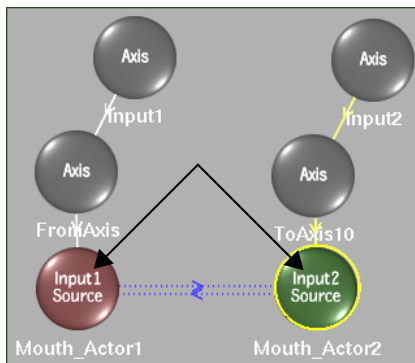 Axis
Axis
Input1
Input2
Axis
Axis
FromAxis
ToAxis10
Input1
Source
Input2
Source
Mouth_Actor1
Mouth_Actor2